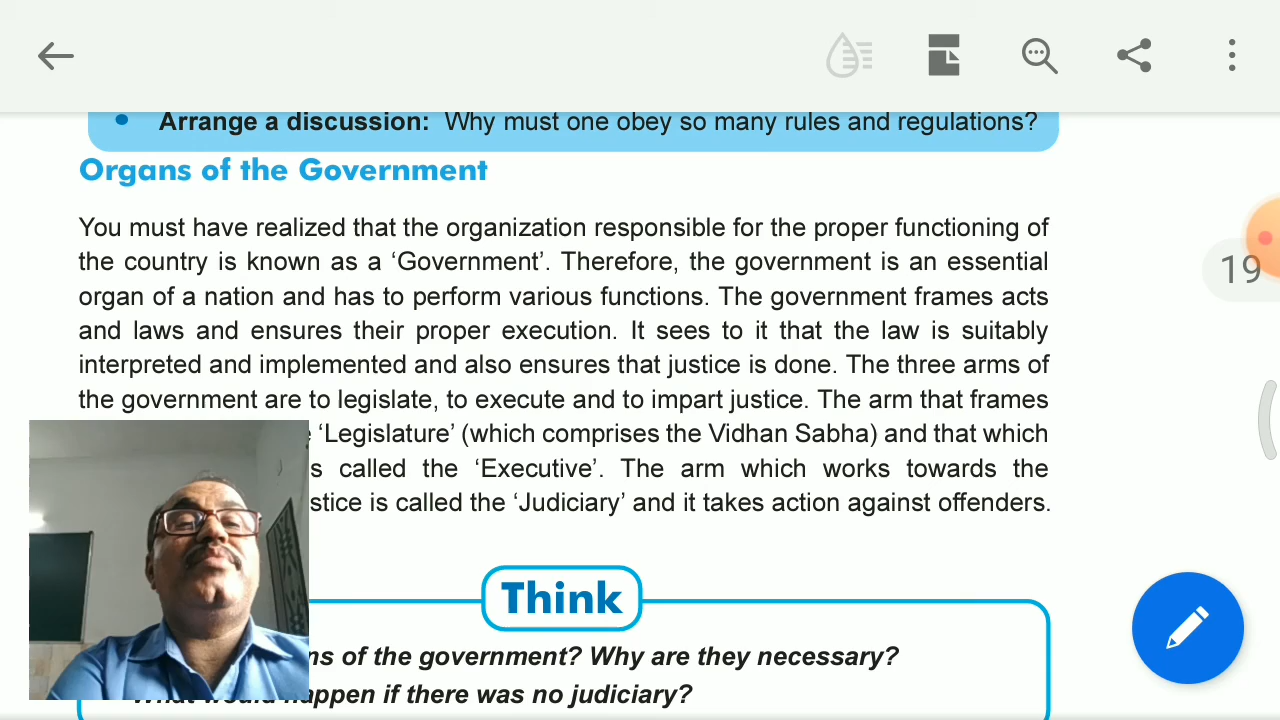 • Arrange a discussion: Why must one obey so many rules and regulations?
Organs of the Government
You must have realized that the organization responsible for the proper functioning of
the country is known as a ‘Government’. Therefore, the government is an essential
organ of a nation and has to perform various functions. The government frames acts
and laws and ensures their proper execution. It sees to it that the law is suitably
interpreted and implemented and also ensures that justice is done. The three arms of
the government are to legislate, to execute and to impart justice. The arm that frames
‘Legislature’ (which comprises the Vidhan Sabha) and that which
s called the ‘Executive’. The arm which works towards the
stice is called the ‘Judiciary’ and it takes action against offenders.
19
Think
ns of the government? Why are they necessary?
What would happen if there was no judiciary?